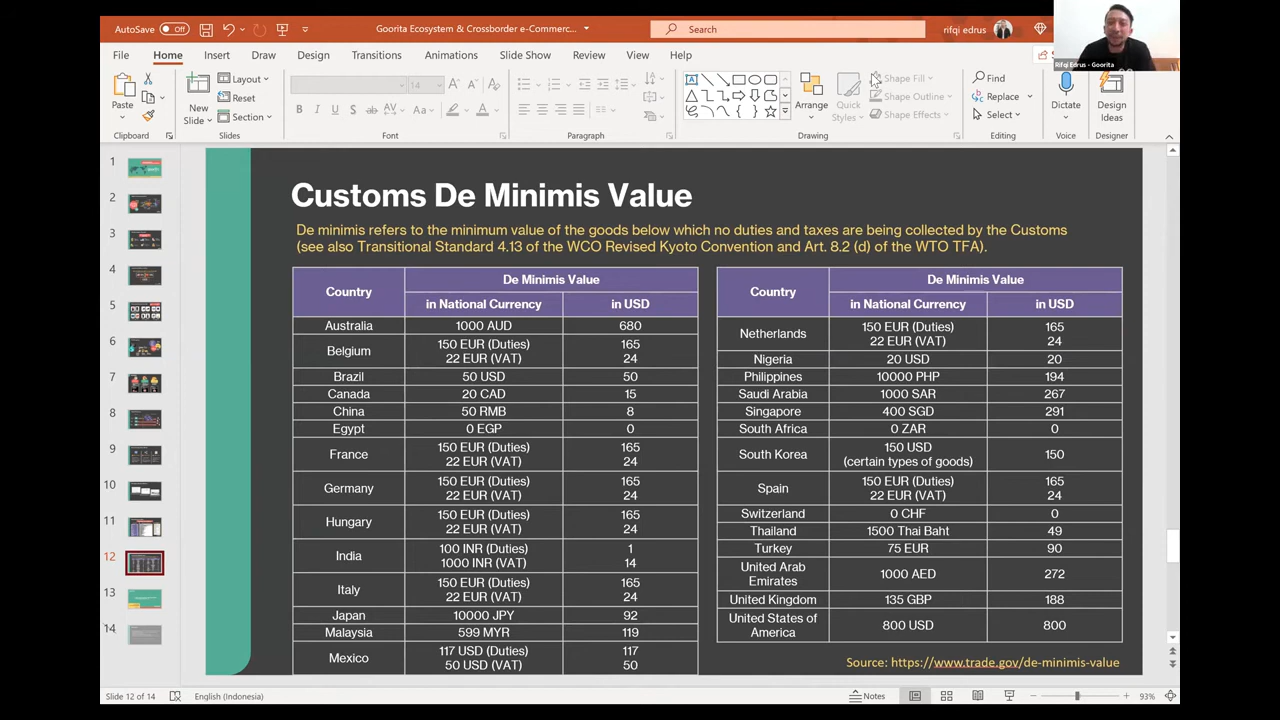 AutoSave
Off
Goorita Ecosystem & Crossborder e-Commerc...
Search
rifqi edrus
Rifqi Edrus - Goorita
File
Home
Insert
Draw
Design
Transitions
Animations
Slide Show
Review
View
Help
Paste
Clipboard
New
Slide
Layout
Reset
Section
Slides
14
Font
Paragraph
Arrange
Quick
Styles
Shape Fill
Shape Outline
Shape Effects
Drawing
Find
Replace
Select
Editing
Dictate
Voice
Design
Ideas
Designer
1
2
3
4
5
6
7
8
9
10
11
12
13
14
Customs De Minimis Value
De minimis refers to the minimum value of the goods below which no duties and taxes are being collected by the Customs
(see also Transitional Standard 4.13 of the WCO Revised Kyoto Convention and Art. 8.2 (d) of the WTO TFA).
Country
De Minimis Value
in National Currency in USD
Australia 1000 AUD 680
Belgium
150 EUR (Duties) 165
22 EUR (VAT) 24
Brazil 50 USD 50
Canada 20 CAD 15
China 50 RMB 8
Egypt 0 EGP 0
France
150 EUR (Duties) 165
22 EUR (VAT) 24
Germany
150 EUR (Duties) 165
22 EUR (VAT) 24
Hungary
150 EUR (Duties) 165
22 EUR (VAT) 24
India
100 INR (Duties) 1
1000 INR (VAT) 14
Italy
150 EUR (Duties) 165
22 EUR (VAT) 24
Japan 10000 JPY 92
Malaysia 599 MYR 119
Mexico
117 USD (Duties) 117
50 USD (VAT) 50
Country
De Minimis Value
in National Currency in USD
Netherlands
150 EUR (Duties) 165
22 EUR (VAT) 24
Nigeria 20 USD 20
Philippines 10000 PHP 194
Saudi Arabia 1000 SAR 267
Singapore 400 SGD 291
South Africa 0 ZAR 0
South Korea
150 USD
(certain types of goods)
150
Spain
150 EUR (Duties) 165
22 EUR (VAT) 24
Switzerland 0 CHF 0
Thailand 1500 Thai Baht 49
Turkey 75 EUR 90
United Arab
Emirates
1000 AED 272
United Kingdom 135 GBP 188
United States of
America
800 USD 800
Source: https://www.trade.gov/de-minimis-value
Slide 12 of 14
English (Indonesia)
Notes
93%